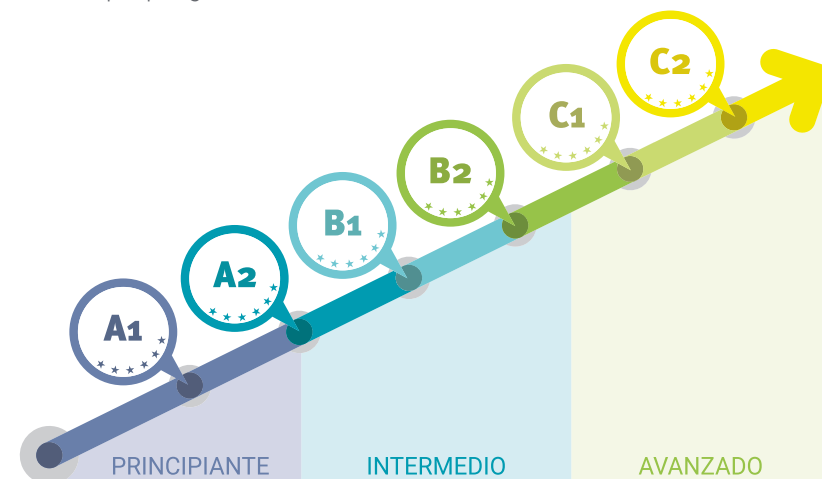 C2
C1
B2
B1
A2
A1
PRINCIPIANTE
INTERMEDIO
AVANZADO